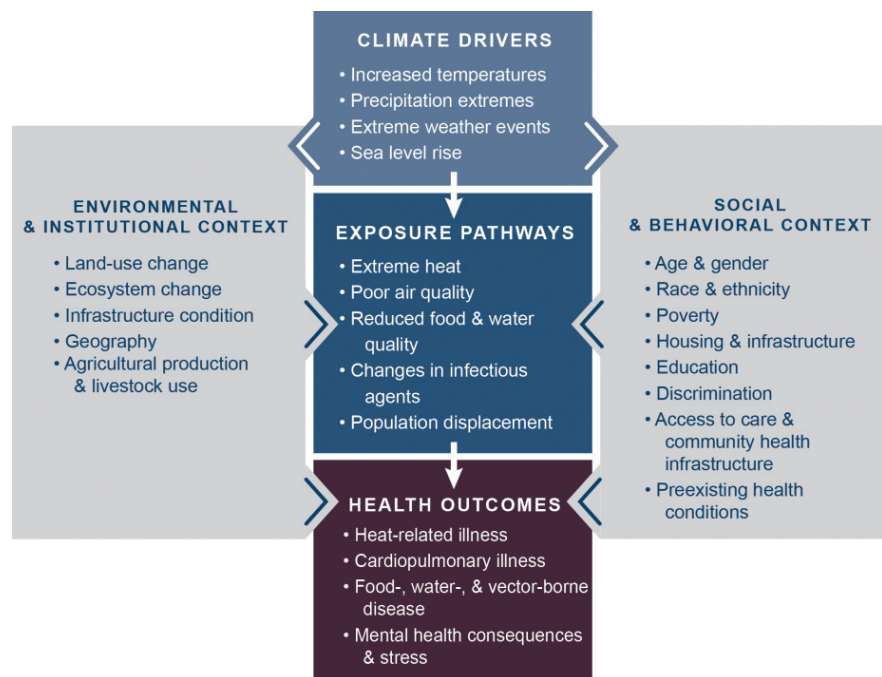 CLIMATE DRIVERS
• Increased temperatures
• Precipitation extremes
• Extreme weather events
• Sea level rise
ENVIRONMENTAL
& INSTITUTIONAL CONTEXT
• Land-use change
• Ecosystem change
• Infrastructure condition
• Geography
• Agricultural production
& livestock use
EXPOSURE PATHWAYS
• Extreme heat
• Poor air quality
• Reduced food & water
quality
• Changes in infectious
agents
• Population displacement
SOCIAL
& BEHAVIORAL CONTEXT
• Age & gender
• Race & ethnicity
• Poverty
• Housing & infrastructure
• Education
• Discrimination
• Access to care &
community health
infrastructure
• Preexisting health
conditions
HEALTH OUTCOMES
• Heat-related illness
• Cardiopulmonary illness
• Food-, water-, & vector-borne
disease
• Mental health consequences
& stress